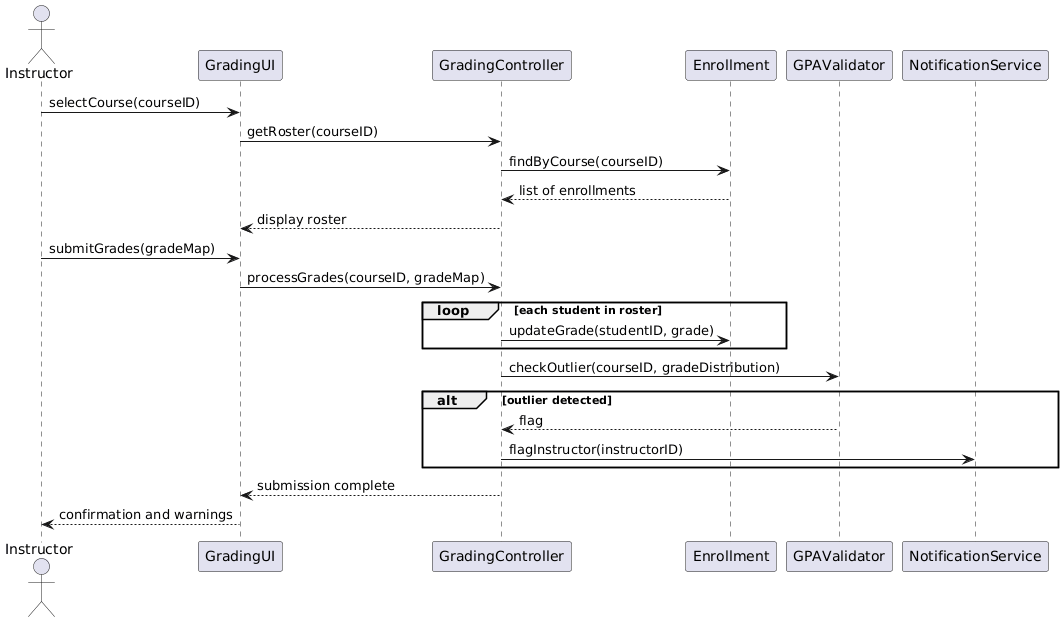 Instructor
GradingUI
GradingController
Enrollment
GPAValidator
NotificationService
selectCourse(courseID)
getRoster(courseID)
findByCourse(courseID)
list of enrollments
display roster
submitGrades(gradeMap)
processGrades(courseID, gradeMap)
loop
[each student in roster]
updateGrade(studentID, grade)
checkOutlier(courseID, gradeDistribution)
alt
[outlier detected]
flag
flagInstructor(instructorID)
submission complete
confirmation and warnings
Instructor
GradingUI
GradingController
Enrollment
GPAValidator
NotificationService